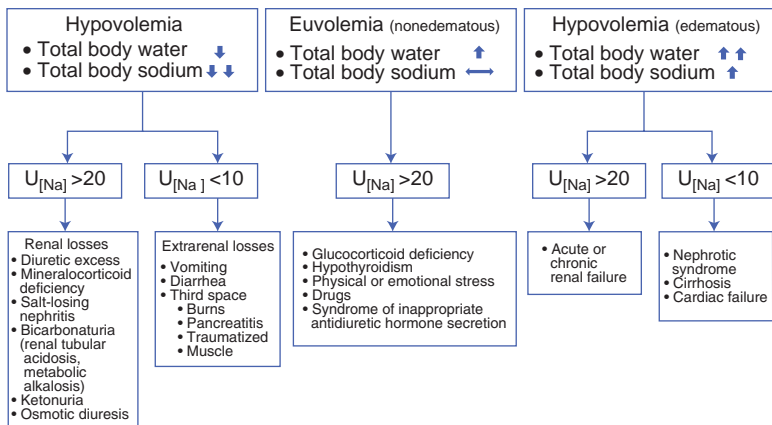 Hypovolemia
• Total body water
• Total body sodium
Euvolemia (nonedematous)
• Total body water
• Total body sodium
Hypovolemia (edematous)
• Total body water
• Total body sodium
U[Na] >20
U[Na ] <10
U[Na] >20
U[Na] >20
U[Na] <10
Renal losses
• Diuretic excess
• Mineralocorticoid
deficiency
• Salt-losing
nephritis
• Bicarbonaturia
(renal tubular
acidosis,
metabolic
alkalosis)
• Ketonuria
• Osmotic diuresis
Extrarenal losses
• Vomiting
• Diarrhea
• Third space
• Burns
• Pancreatitis
• Traumatized
• Muscle
• Glucocorticoid deficiency
• Hypothyroidism
• Physical or emotional stress
• Drugs
• Syndrome of inappropriate
antidiuretic hormone secretion
• Acute or
chronic
renal failure
• Nephrotic
syndrome
• Cirrhosis
• Cardiac failure